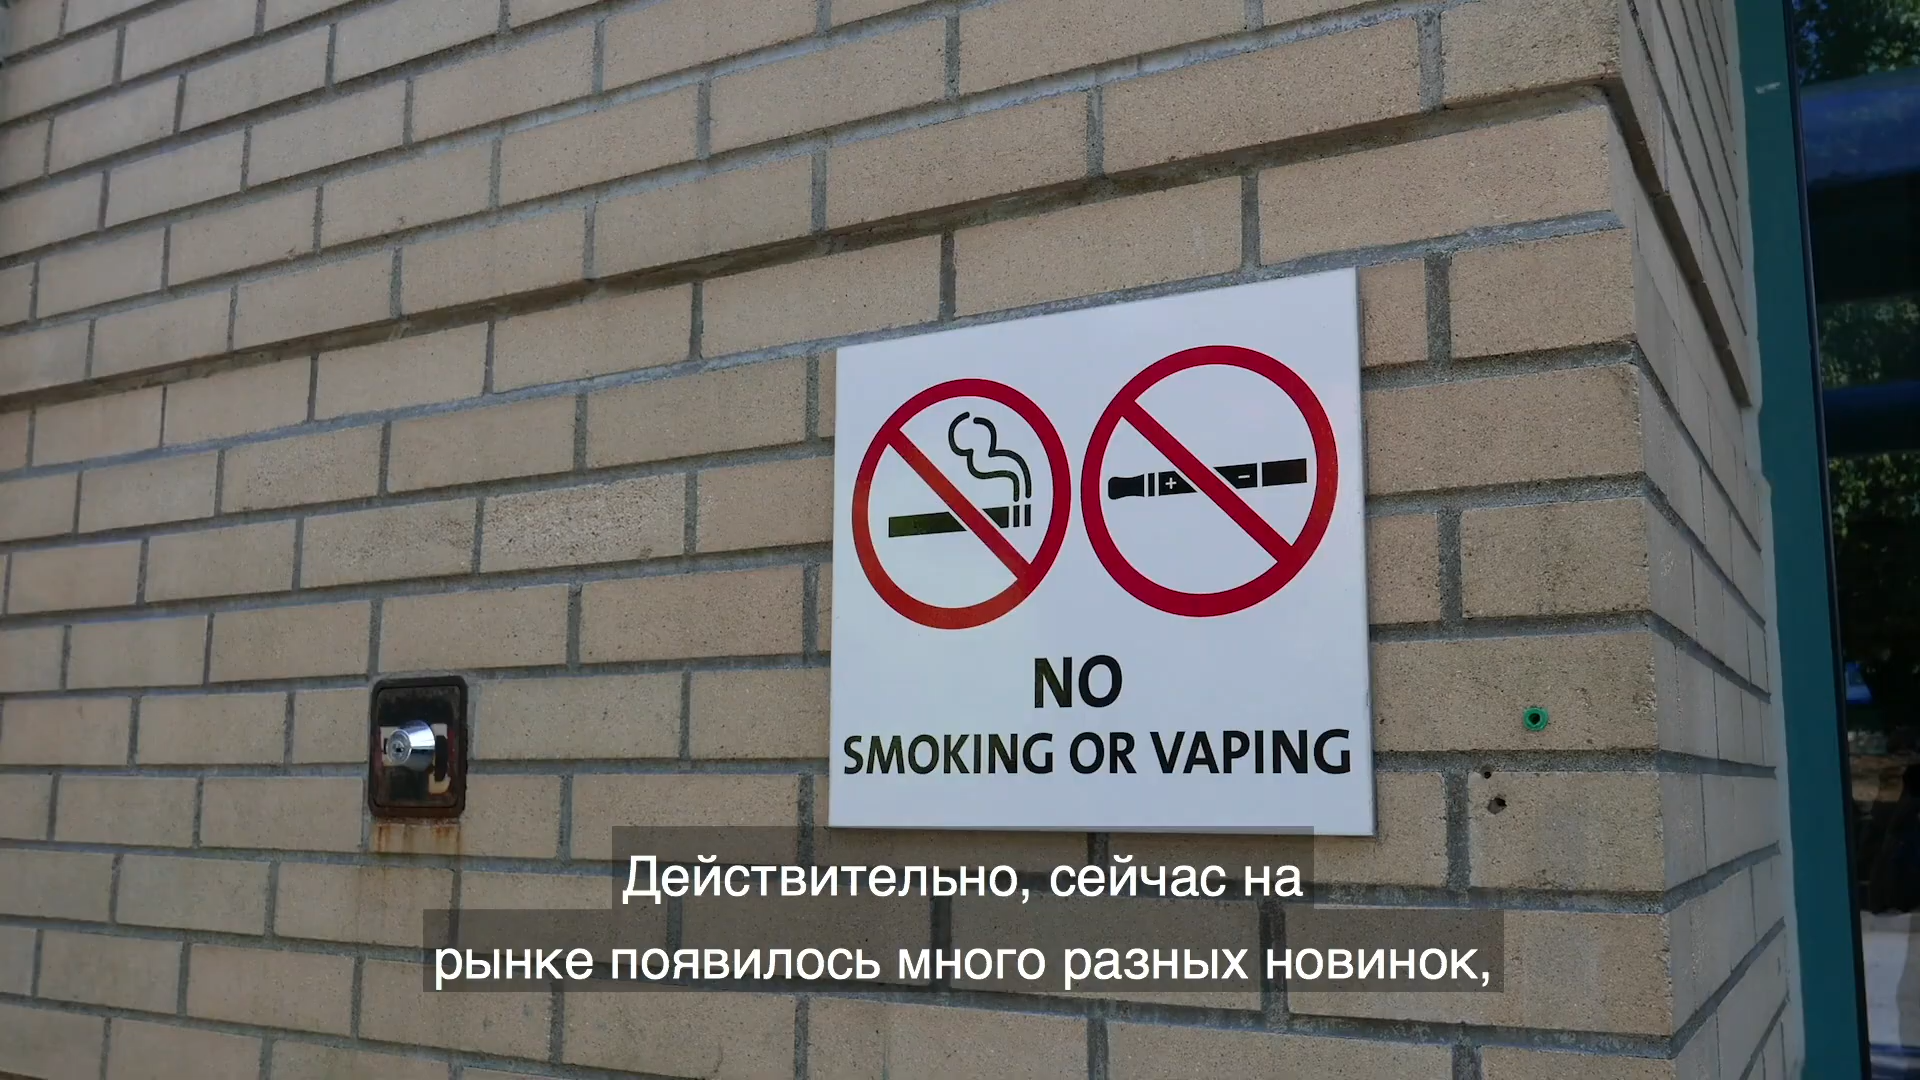 NO
SMOKING OR VAPING
Действительно, сейчас на
рынке появилось много разных новинок,